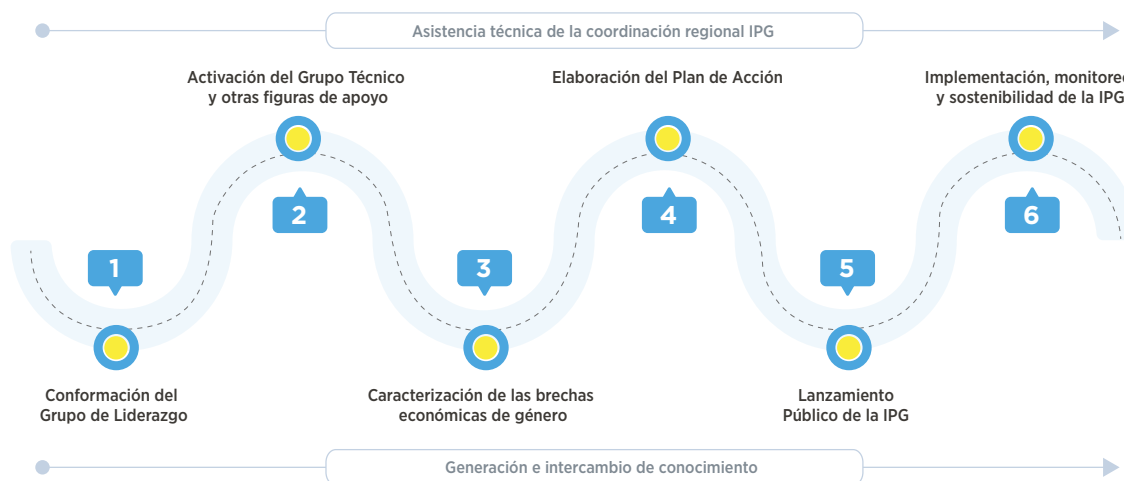 Asistencia técnica de la coordinación regional IPG
Activación del Grupo Técnico
y otras figuras de apoyo
Elaboración del Plan de Acción
Implementación, monitoreo
y sostenibilidad de la IPG
2
4
6
1
3
5
Conformación del
Grupo de Liderazgo
Caracterización de las brechas
económicas de género
Lanzamiento
Público de la IPG
Generación e intercambio de conocimiento